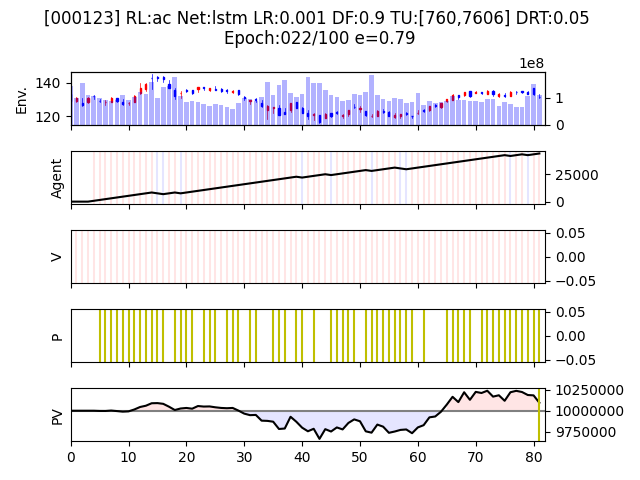 [000123] RL:ac Net:lstm LR:0.001 DF:0.9 TU:[760,7606] DRT:0.05
Epoch:022/100 e=0.79
1e8
Env.
140
120
1
0
Agent
25000
0
V
0.05
0.00
−0.05
P
0.05
0.00
−0.05
PV
10250000
10000000
9750000
0 10 20 30 40 50 60 70 80